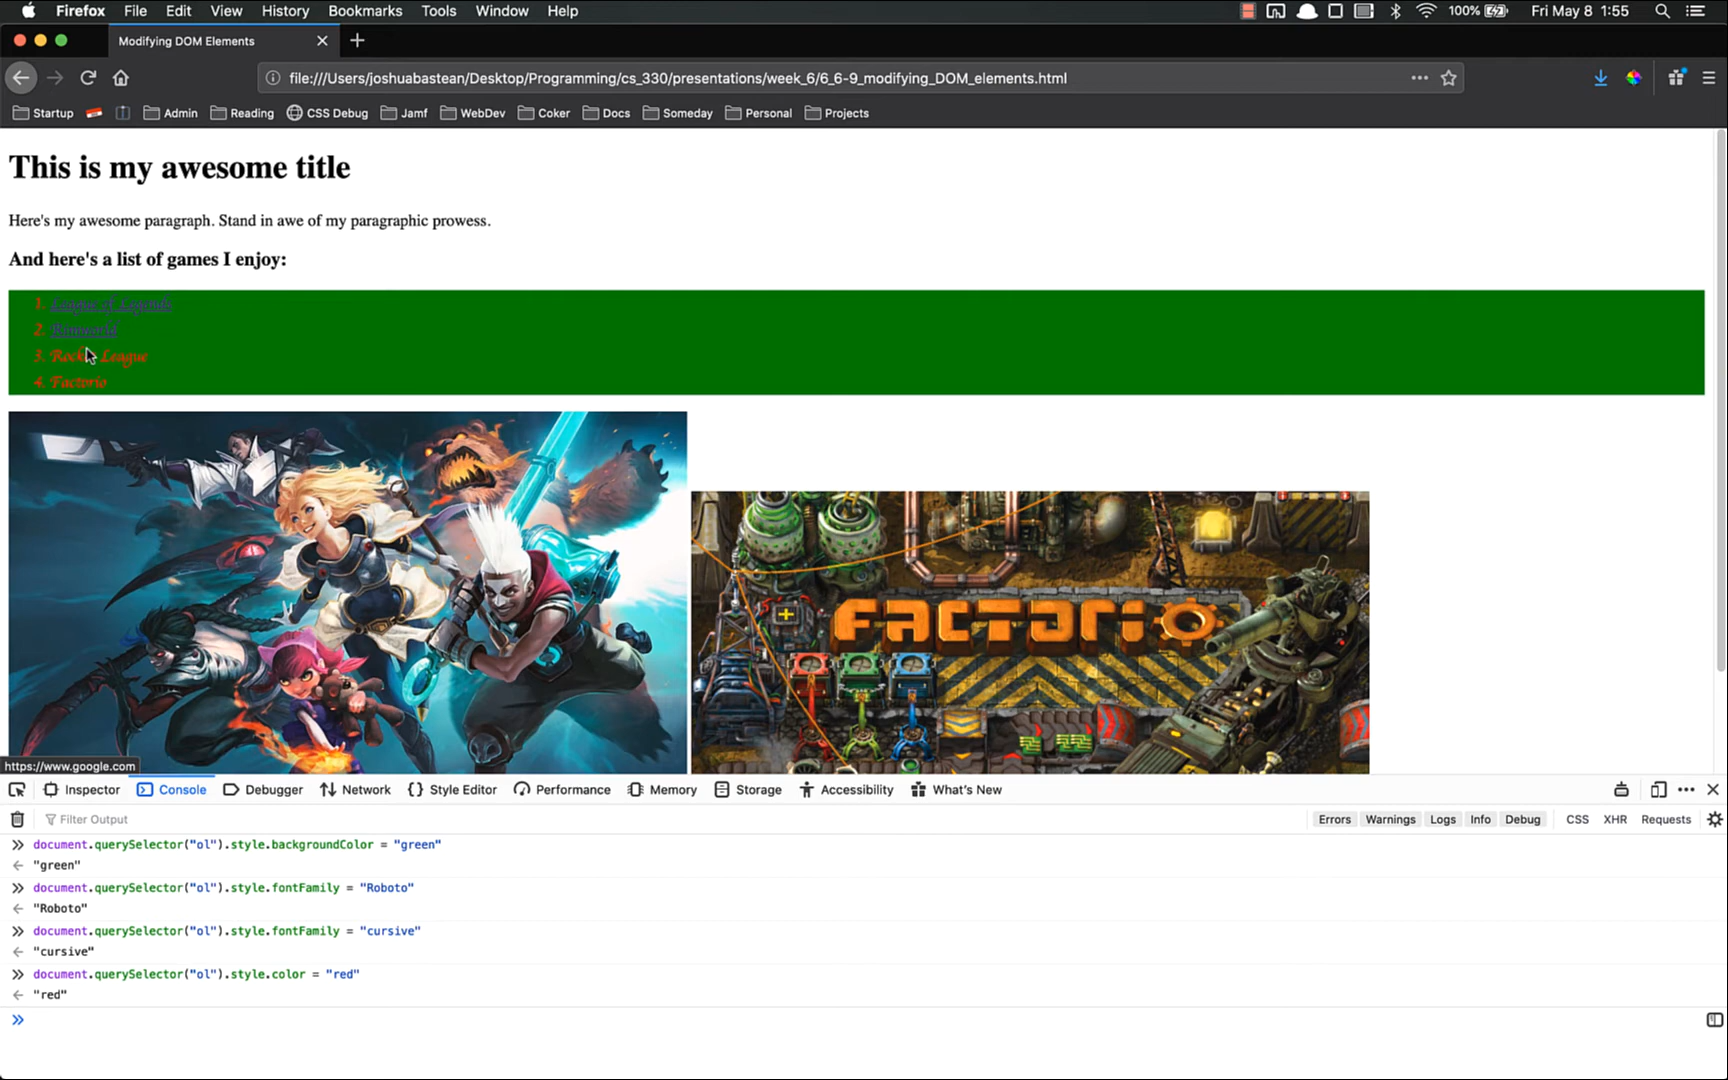 Firefox File Edit View History Bookmarks Tools Window Help 100% Fri May 8 1:55
Modifying DOM Elements
file:///Users/joshuabastean/Desktop/Programming/cs_330/presentations/week_6/6_6-9_modifying_DOM_elements.html
Startup Admin Reading CSS Debug Jamf WebDev Coker Docs Someday Personal Projects
This is my awesome title
Here's my awesome paragraph. Stand in awe of my paragraphic prowess.
And here's a list of games I enjoy:
1. League of Legends
2. Rimworld
3. Rocket League
4. Factorio
FACTORIO
https://www.google.com
Inspector Console Debugger Network Style Editor Performance Memory Storage Accessibility What's New
Filter Output Errors Warnings Logs Info Debug CSS XHR Requests
» document.querySelector("ol").style.backgroundColor = "green"
← "green"
» document.querySelector("ol").style.fontFamily = "Roboto"
← "Roboto"
» document.querySelector("ol").style.fontFamily = "cursive"
← "cursive"
» document.querySelector("ol").style.color = "red"
← "red"
»